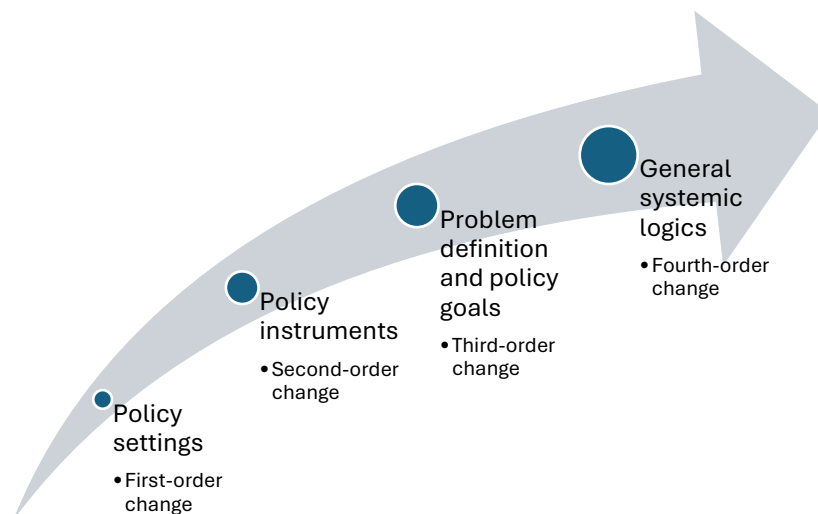 Policy
settings
•First-order
change
Policy
instruments
•Second-order
change
Problem
definition
and policy
goals
•Third-order
change
General
systemic
logics
•Fourth-order
change